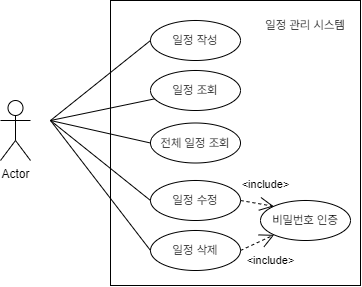 일정 관리 시스템
일정 작성
일정 조회
전체 일정 조회
Actor
일정 수정
<include>
비밀번호 인증
일정 삭제
<include>